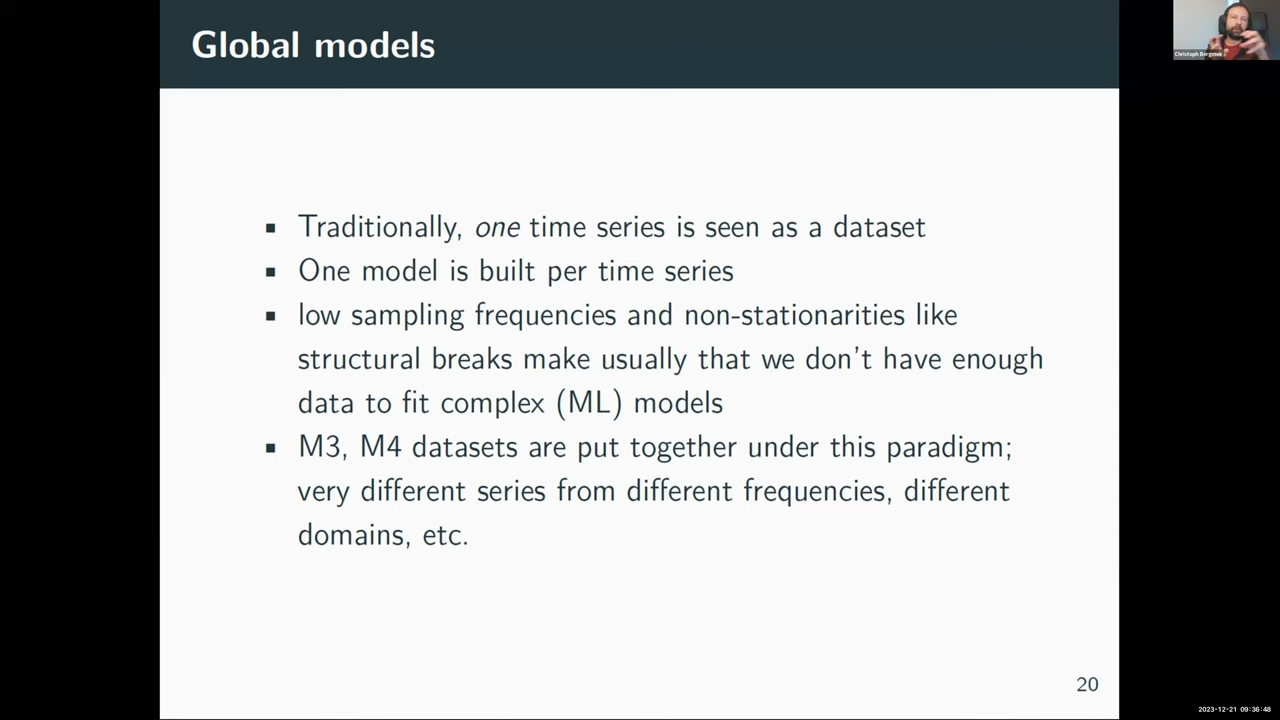 Global models
Christoph Bergmeir
▪ Traditionally, one time series is seen as a dataset
▪ One model is built per time series
▪ low sampling frequencies and non-stationarities like
structural breaks make usually that we don't have enough
data to fit complex (ML) models
▪ M3, M4 datasets are put together under this paradigm;
very different series from different frequencies, different
domains, etc.
20
2023-12-21 09:36:48